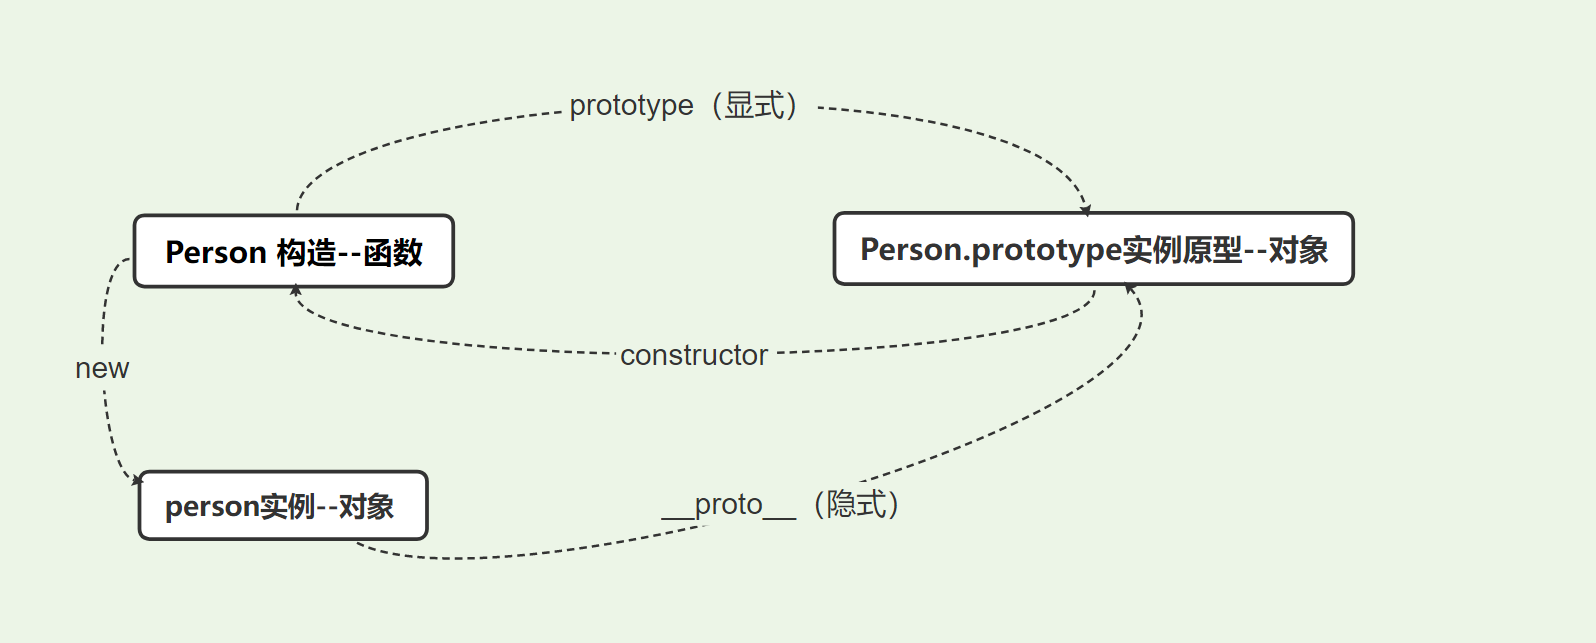 prototype（显式）
Person 构造--函数
Person.prototype实例原型--对象
constructor
new
person实例--对象
__proto__（隐式）